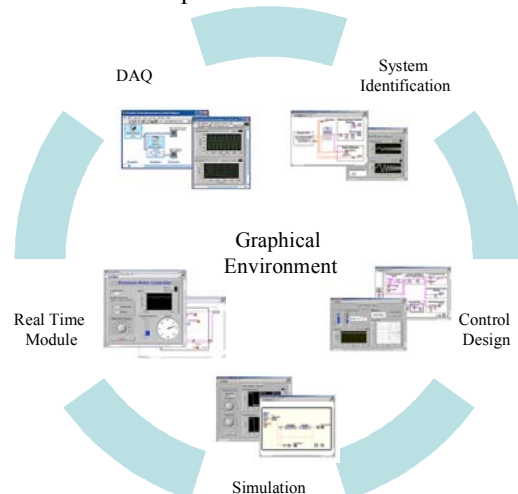 DAQ
System
Identification
Graphical
Environment
Real Time
Module
Control
Design
Simulation